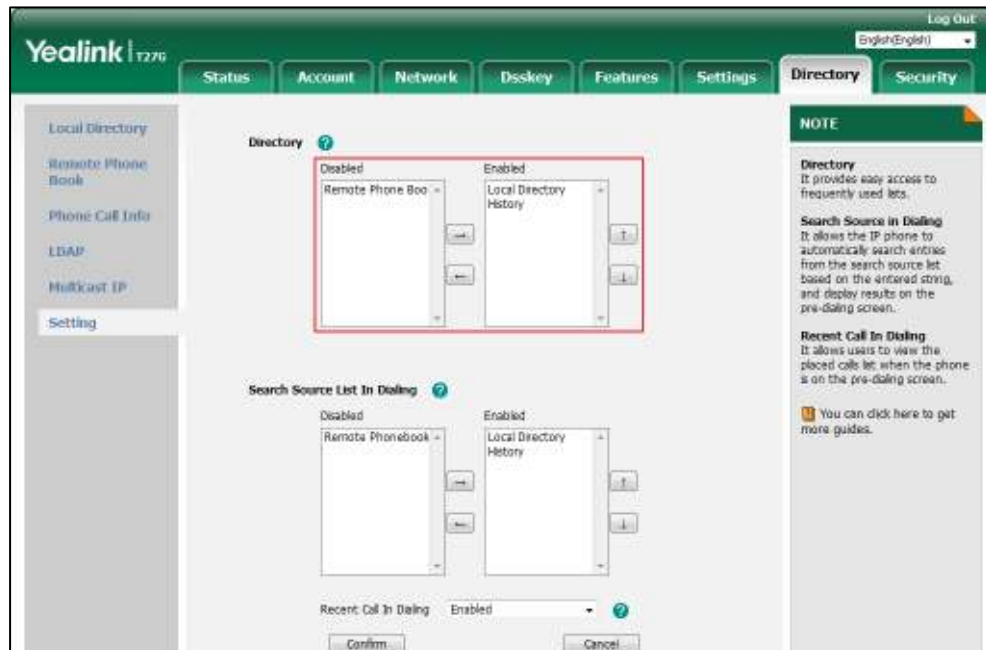 Log Out
English(English)
Yealink T27G
Status Account Network Dsskey Features Settings Directory Security
Local Directory
Remote Phone
Book
Phone Call Info
LDAP
Multicast IP
Setting
Directory ?
Disabled Enabled
Remote Phone Boo Local Directory
History
→ ↑
← ↓
Search Source List In Dialing ?
Disabled Enabled
Remote Phonebook Local Directory
History
→ ↑
← ↓
Recent Call In Dialing Enabled ?
Confirm Cancel
NOTE
Directory
It provides easy access to
frequently used lists.
Search Source in Dialing
It allows the IP phone to
automatically search entries
from the search source list
based on the entered string,
and display results on the
pre-dialing screen.
Recent Call In Dialing
It allows users to view the
placed calls list when the phone
is on the pre-dialing screen.
You can click here to get
more guides.